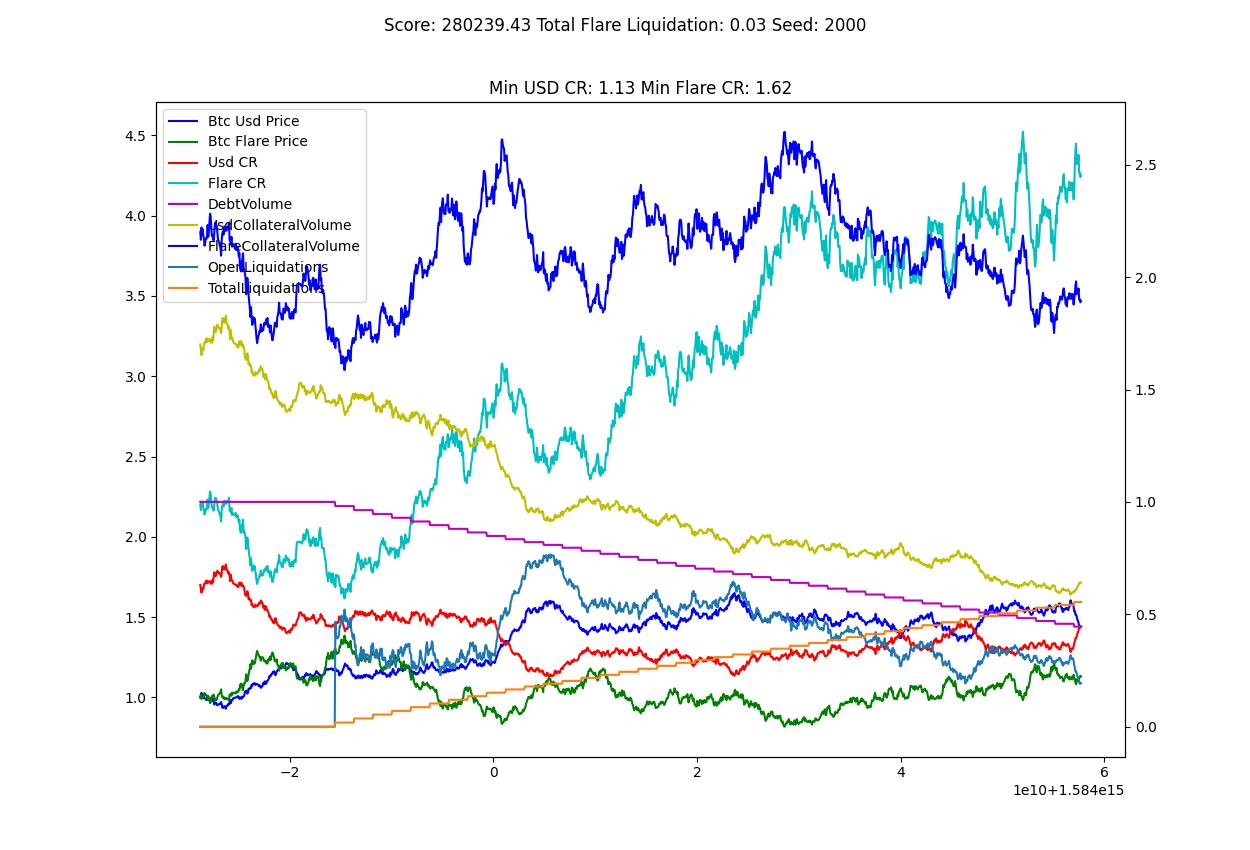 Score: 280239.43 Total Flare Liquidation: 0.03 Seed: 2000
Min USD CR: 1.13 Min Flare CR: 1.62
Btc Usd Price
Btc Flare Price
Usd CR
Flare CR
DebtVolume
UsdCollateralVolume
FlareCollateralVolume
OpenLiquidations
TotalLiquidations
4.5
4.0
3.5
3.0
2.5
2.0
1.5
1.0
2.5
2.0
1.5
1.0
0.5
0.0
−2
0
2
4
6
1e10+1.584e15